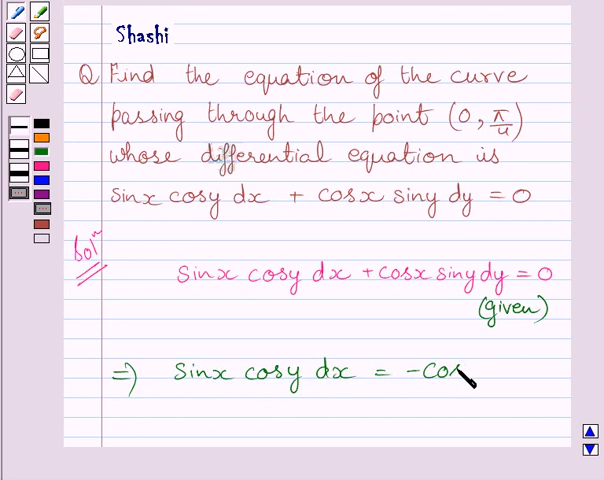 Shashi
Q Find the equation of the curve
passing through the point (0, π/4)
whose differential equation is
sinx cosy dx + cosx siny dy = 0
Solⁿ
sinx cosy dx + cosx siny dy = 0
(given)
⇒ sinx cosy dx = -cos